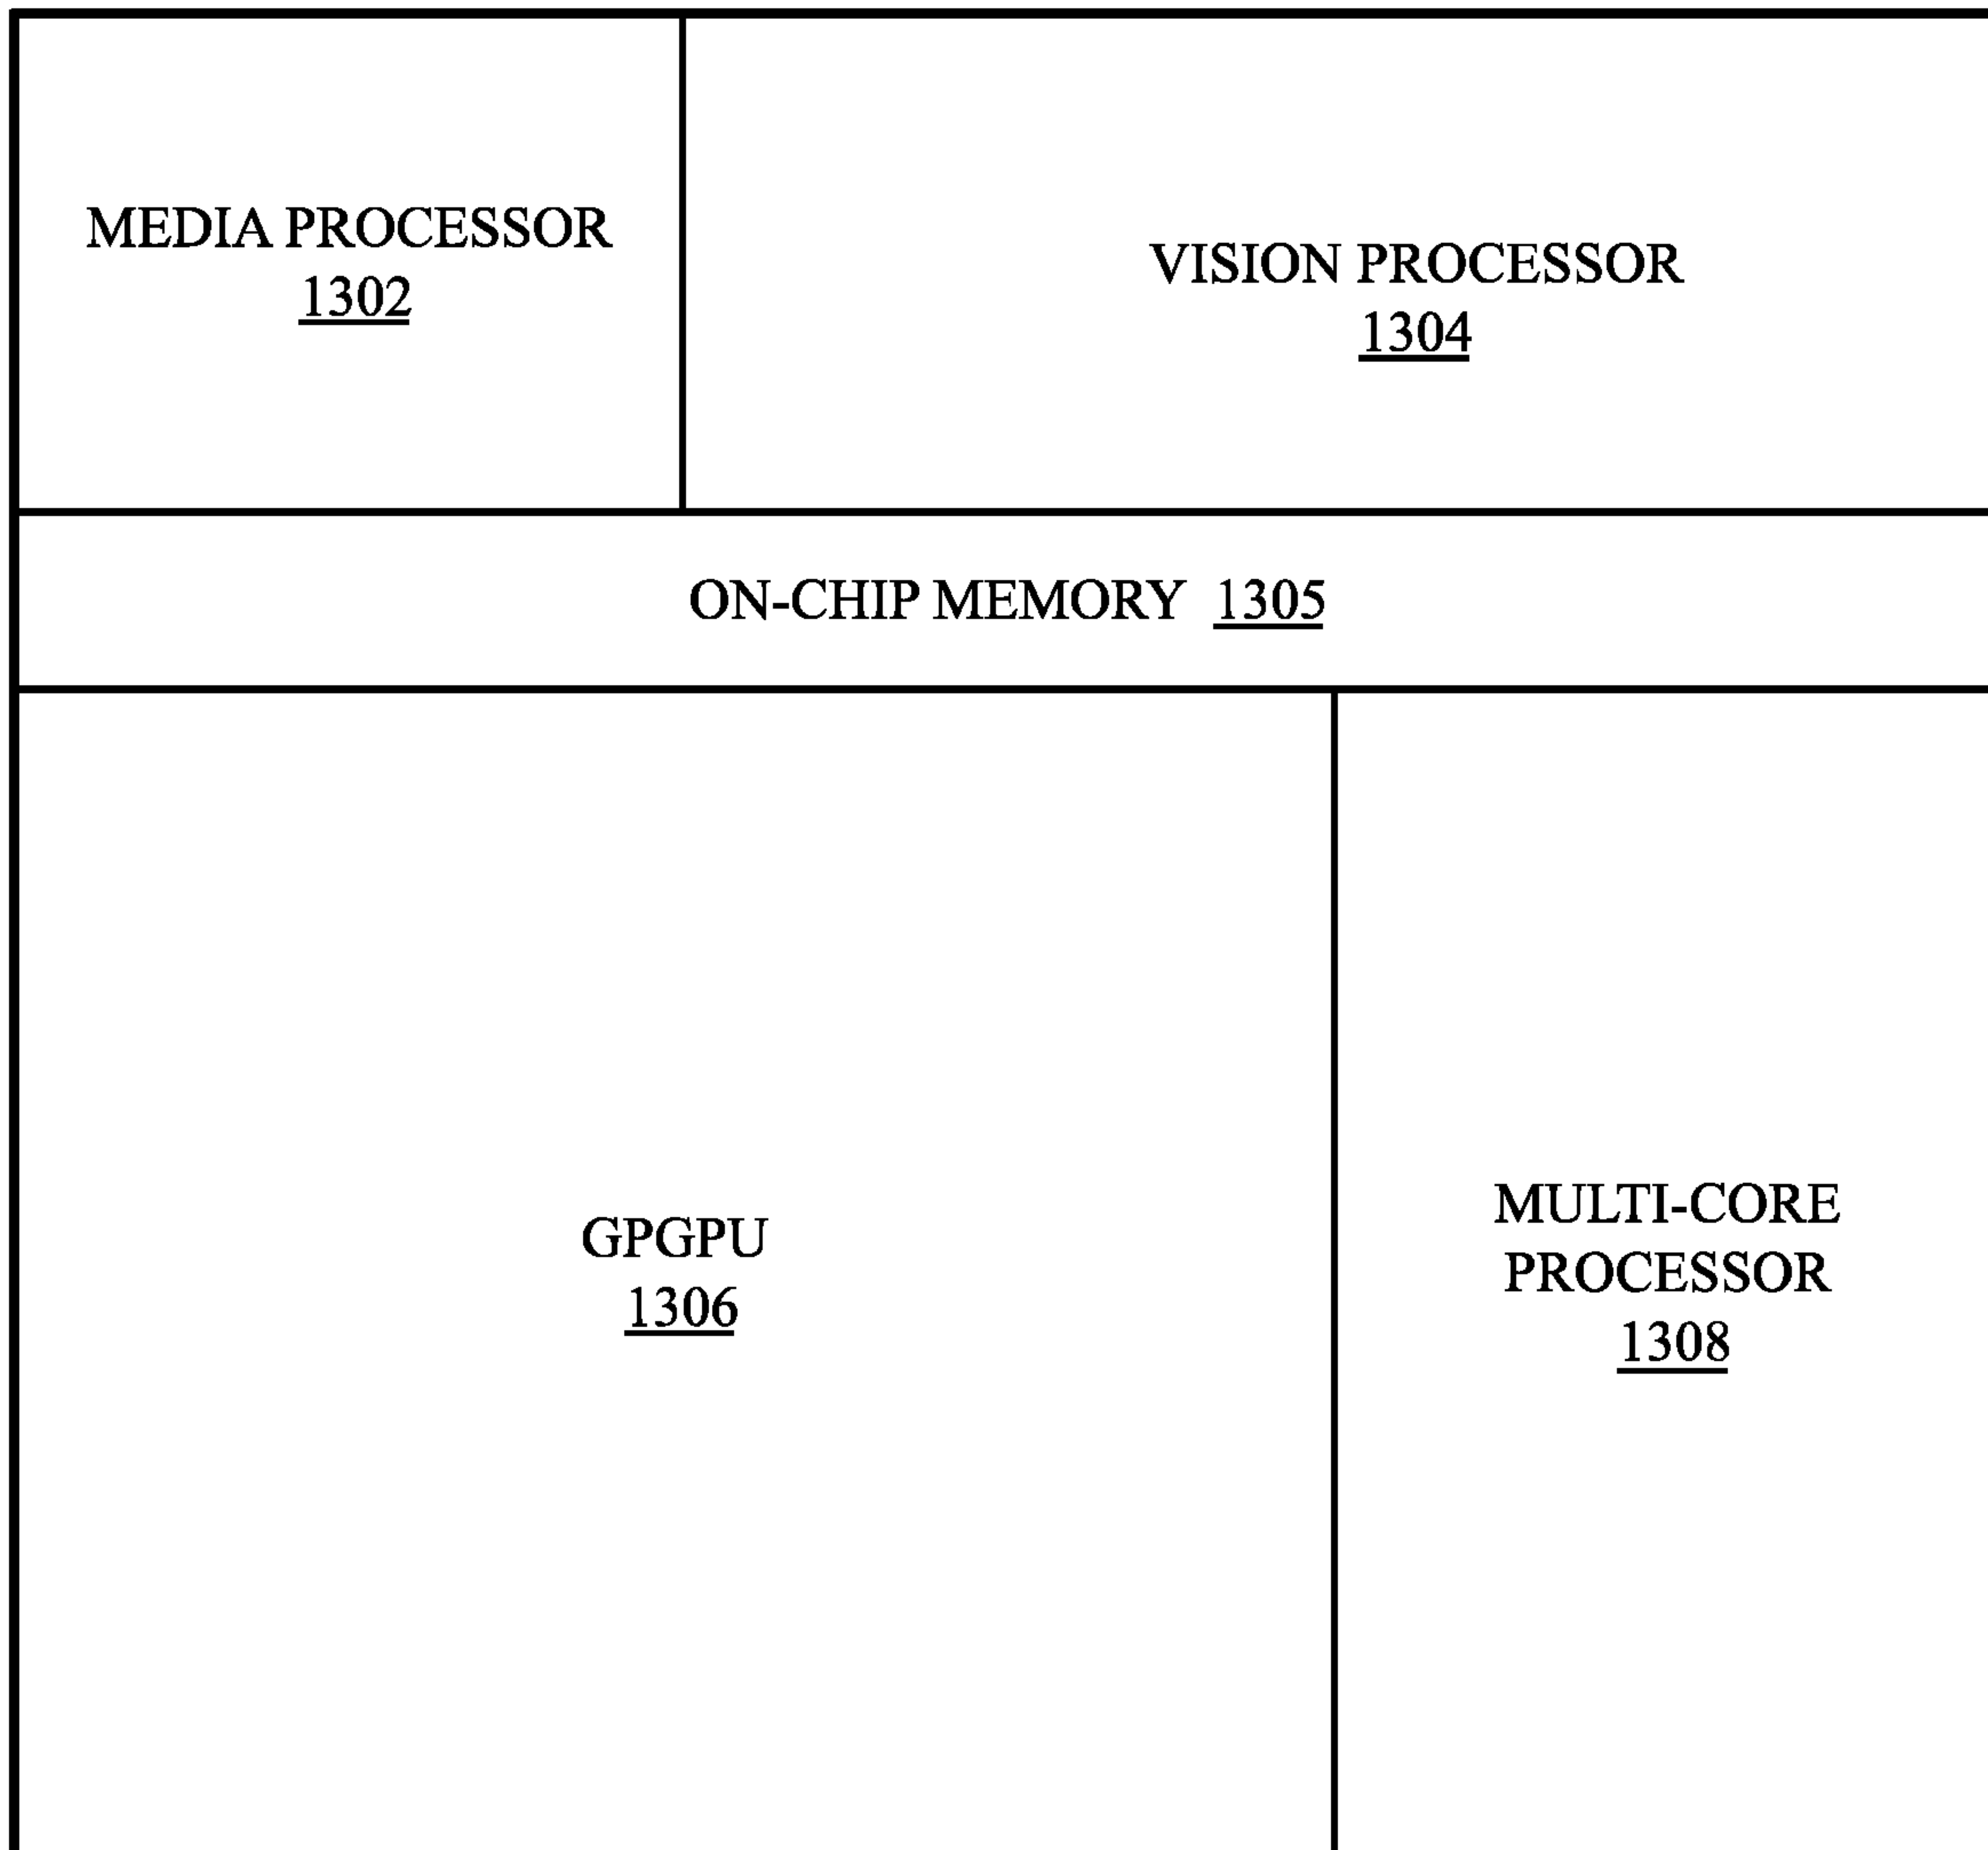 MEDIA PROCESSOR
1302
VISION PROCESSOR
1304
ON-CHIP MEMORY 1305
GPGPU
1306
MULTI-CORE
PROCESSOR
1308